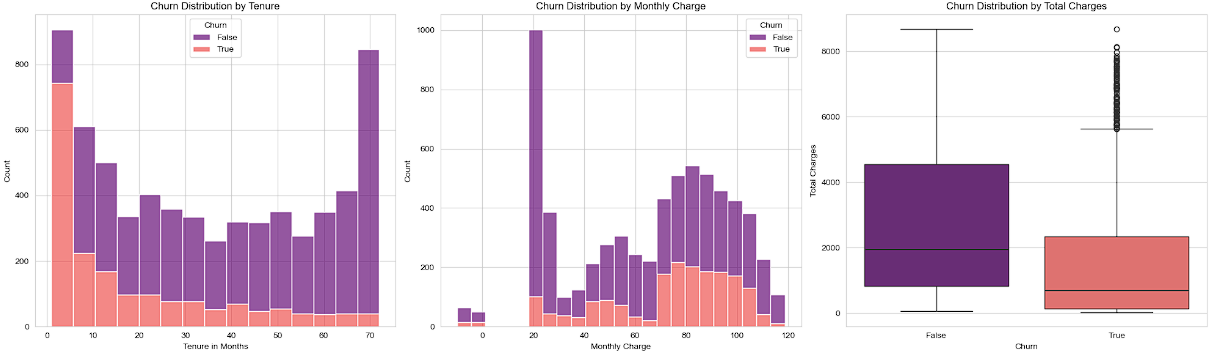 Churn Distribution by Tenure
Churn
False
True
800
600
400
200
0
Count
0 10 20 30 40 50 60 70
Tenure in Months
Churn Distribution by Monthly Charge
Churn
False
True
1000
800
600
400
200
0
Count
0 20 40 60 80 100 120
Monthly Charge
Churn Distribution by Total Charges
8000
6000
4000
2000
0
Total Charges
False True
Churn